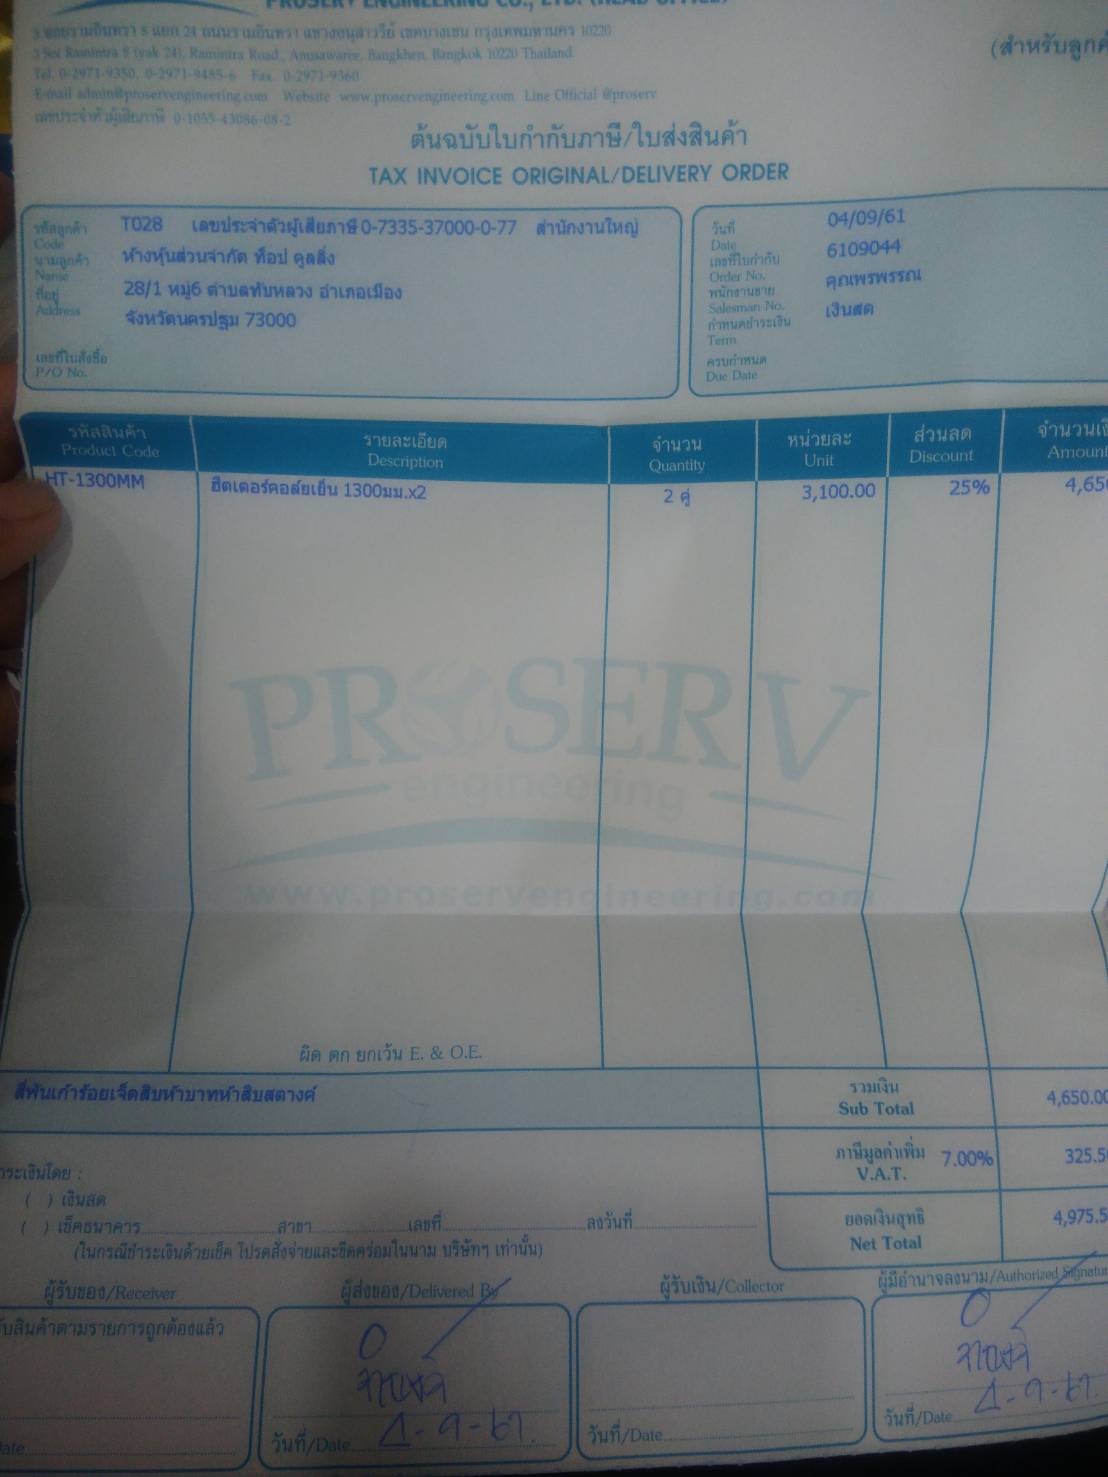 PROSERV ENGINEERING CO., LTD. (HEAD OFFICE)
3 ซอยรามอินทรา 8 แยก 24 ถนนรามอินทรา แขวงอนุสาวรีย์ เขตบางเขน กรุงเทพมหานคร 10220
3 Soi Ramintra 8 (yak 24), Ramintra Road., Anusawaree, Bangkhen, Bangkok 10220 Thailand.
Tel. 0-2971-9350, 0-2971-9485-6 Fax. 0-2971-9360
E-mail admin@proservengineering.com Website www.proservengineering.com Line Official @proserv
เลขประจำตัวผู้เสียภาษี 0-1055-43086-08-2
(สำหรับลูกค้
ต้นฉบับใบกำกับภาษี/ใบส่งสินค้า
TAX INVOICE ORIGINAL/DELIVERY ORDER
รหัสลูกค้า T028 เลขประจำตัวผู้เสียภาษี 0-7335-37000-0-77 สำนักงานใหญ่
Code
นามลูกค้า ห้างหุ้นส่วนจำกัด ท็อป คูลลิ่ง
Name
ที่อยู่ 28/1 หมู่6 ตำบลทับหลวง อำเภอเมือง
Address จังหวัดนครปฐม 73000
เลขที่ใบสั่งซื้อ
P/O No.
วันที่ 04/09/61
Date
เลขที่ใบกำกับ 6109044
Order No.
พนักงานขาย คุณเพรพรรณ
Salesman No.
กำหนดชำระเงิน เงินสด
Term
ครบกำหนด
Due Date
รหัสสินค้า รายละเอียด จำนวน หน่วยละ ส่วนลด จำนวนเงิ
Product Code Description Quantity Unit Discount Amount
HT-1300MM ฮีตเตอร์คอล์ยเย็น 1300มม.x2 2 คู่ 3,100.00 25% 4,65
PROSERV
engineering
www.proservengineering.com
ผิด ตก ยกเว้น E. & O.E.
สี่พันเก้าร้อยเจ็ดสิบห้าบาทห้าสิบสตางค์
รวมเงิน 4,650.00
Sub Total
ภาษีมูลค่าเพิ่ม 7.00% 325.5
V.A.T.
ยอดเงินสุทธิ 4,975.5
Net Total
ระเงินโดย :
( ) เงินสด
( ) เช็คธนาคาร สาขา เลขที่ ลงวันที่
(ในกรณีชำระเงินด้วยเช็ค โปรดสั่งจ่ายและขีดคร่อมในนาม บริษัทฯ เท่านั้น)
ผู้รับของ/Receiver ผู้ส่งของ/Delivered By ผู้รับเงิน/Collector ผู้มีอำนาจลงนาม/Authorized Signatu
รับสินค้าตามรายการถูกต้องแล้ว
ate วันที่/Date 4-9-61. วันที่/Date วันที่/Date 4-9-61.